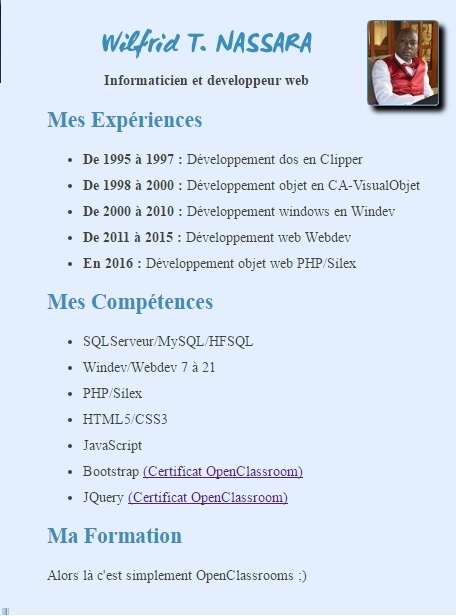 Wilfrid T. NASSARA
Informaticien et developpeur web
Mes Expériences
De 1995 à 1997 : Développement dos en Clipper
De 1998 à 2000 : Développement objet en CA-VisualObjet
De 2000 à 2010 : Développement windows en Windev
De 2011 à 2015 : Développement web Webdev
En 2016 : Développement objet web PHP/Silex
Mes Compétences
SQLServeur/MySQL/HFSQL
Windev/Webdev 7 à 21
PHP/Silex
HTML5/CSS3
JavaScript
Bootstrap (Certificat OpenClassroom)
JQuery (Certificat OpenClassroom)
Ma Formation
Alors là c'est simplement OpenClassrooms ;)